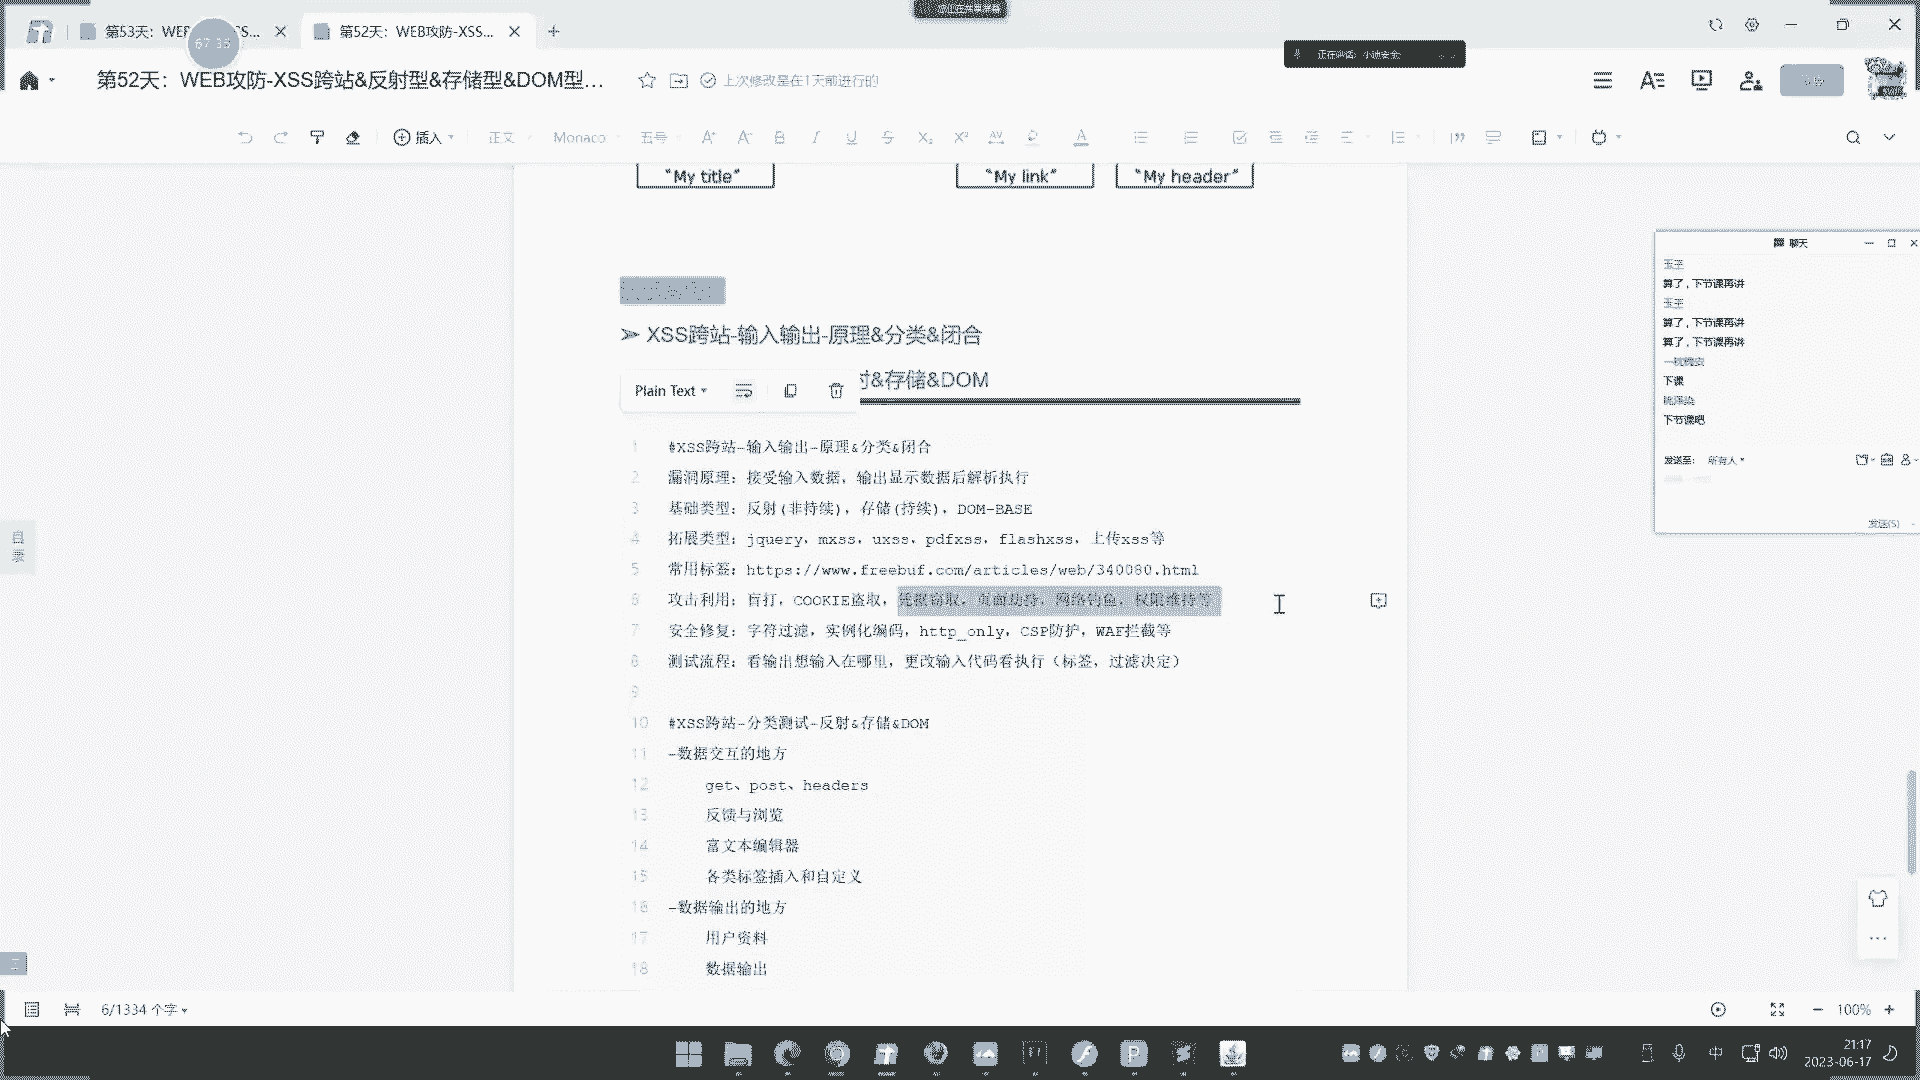 您正在共享屏幕
第53天：WE
S...
第52天：WEB攻防-XSS...
67:35
正在讲话: 小迪安全;
第52天：WEB攻防-XSS跨站&反射型&存储型&DOM型...
上次修改是在1天前进行的
插入
正文
Monaco
五号
"My title"
"My link"
"My header"
聊天
算了，下节课再讲
算了，下节课再讲
算了，下节课再讲
下课
下节课吧
发送至：
所有人
发送(S)
➢ XSS跨站-输入输出-原理&分类&闭合
&存储&DOM
Plain Text
1 #XSS跨站-输入输出-原理&分类&闭合
2 漏洞原理：接受输入数据，输出显示数据后解析执行
3 基础类型：反射(非持续)，存储(持续)，DOM-BASE
4 拓展类型：jquery，mxss，uxss，pdfxss，flashxss，上传xss等
5 常用标签：https://www.freebuf.com/articles/web/340080.html
6 攻击利用：盲打，COOKIE盗取，凭据窃取，页面劫持，网络钓鱼，权限维持等
7 安全修复：字符过滤，实例化编码，http_only，CSP防护，WAF拦截等
8 测试流程：看输出想输入在哪里，更改输入代码看执行（标签，过滤决定）
9
10 #XSS跨站-分类测试-反射&存储&DOM
11 -数据交互的地方
12 get、post、headers
13 反馈与浏览
14 富文本编辑器
15 各类标签插入和自定义
16 -数据输出的地方
17 用户资料
18 数据输出
目录
6/1334 个字
100%
中
21:17
2023-06-17